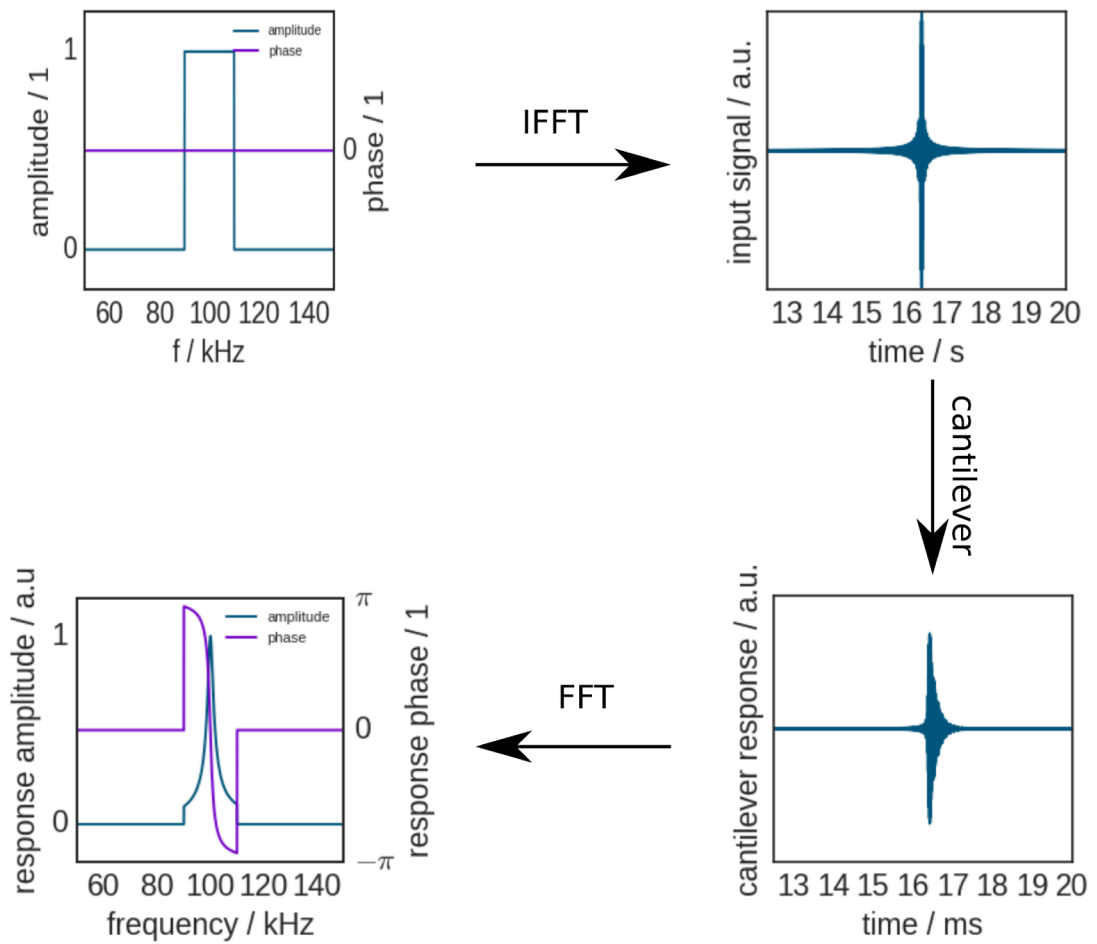 amplitude
phase
1
0
amplitude / 1
0
phase / 1
60 80 100 120 140
f / kHz
IFFT
input signal / a.u.
13 14 15 16 17 18 19 20
time / s
cantilever
response amplitude / a.u
1
0
amplitude
phase
π
0
−π
response phase / 1
60 80 100 120 140
frequency / kHz
FFT
cantilever response / a.u.
13 14 15 16 17 18 19 20
time / ms